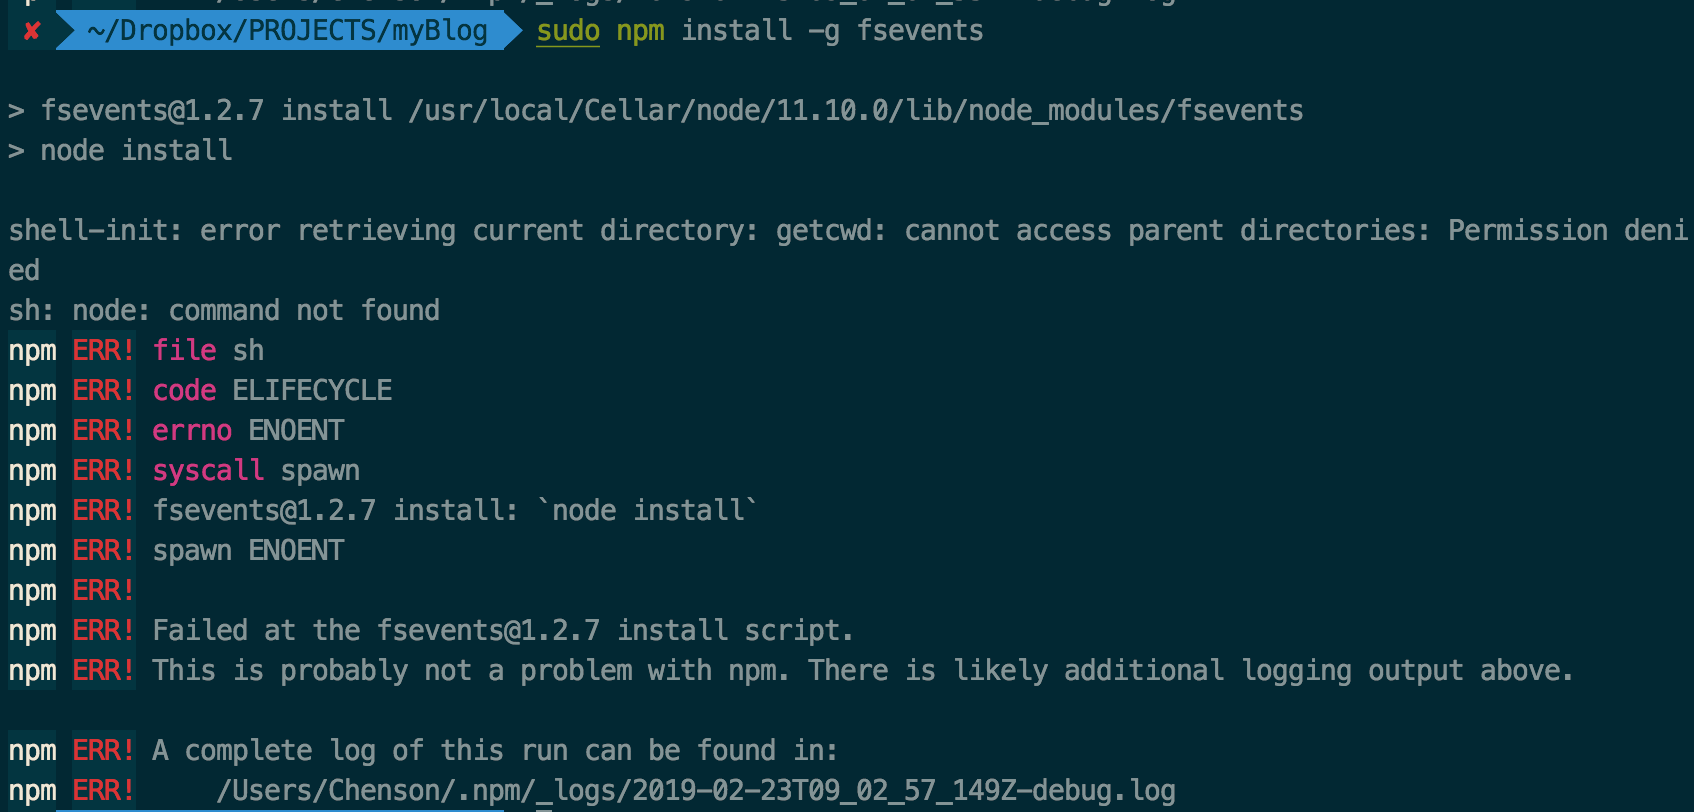 ✘ ~/Dropbox/PROJECTS/myBlog sudo npm install -g fsevents
> fsevents@1.2.7 install /usr/local/Cellar/node/11.10.0/lib/node_modules/fsevents
> node install
shell-init: error retrieving current directory: getcwd: cannot access parent directories: Permission deni
ed
sh: node: command not found
npm ERR! file sh
npm ERR! code ELIFECYCLE
npm ERR! errno ENOENT
npm ERR! syscall spawn
npm ERR! fsevents@1.2.7 install: `node install`
npm ERR! spawn ENOENT
npm ERR!
npm ERR! Failed at the fsevents@1.2.7 install script.
npm ERR! This is probably not a problem with npm. There is likely additional logging output above.
npm ERR! A complete log of this run can be found in:
npm ERR!     /Users/Chenson/.npm/_logs/2019-02-23T09_02_57_149Z-debug.log